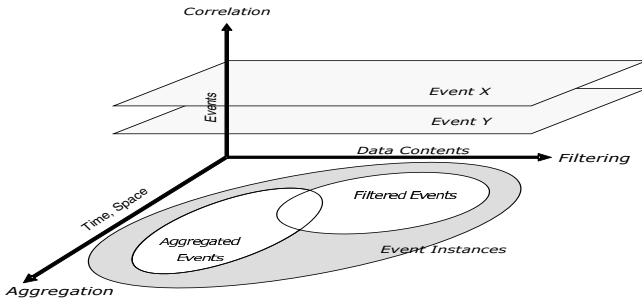 Correlation
Events
Event X
Event Y
Data Contents
Filtering
Time, Space
Filtered Events
Aggregated
Events
Event Instances
Aggregation